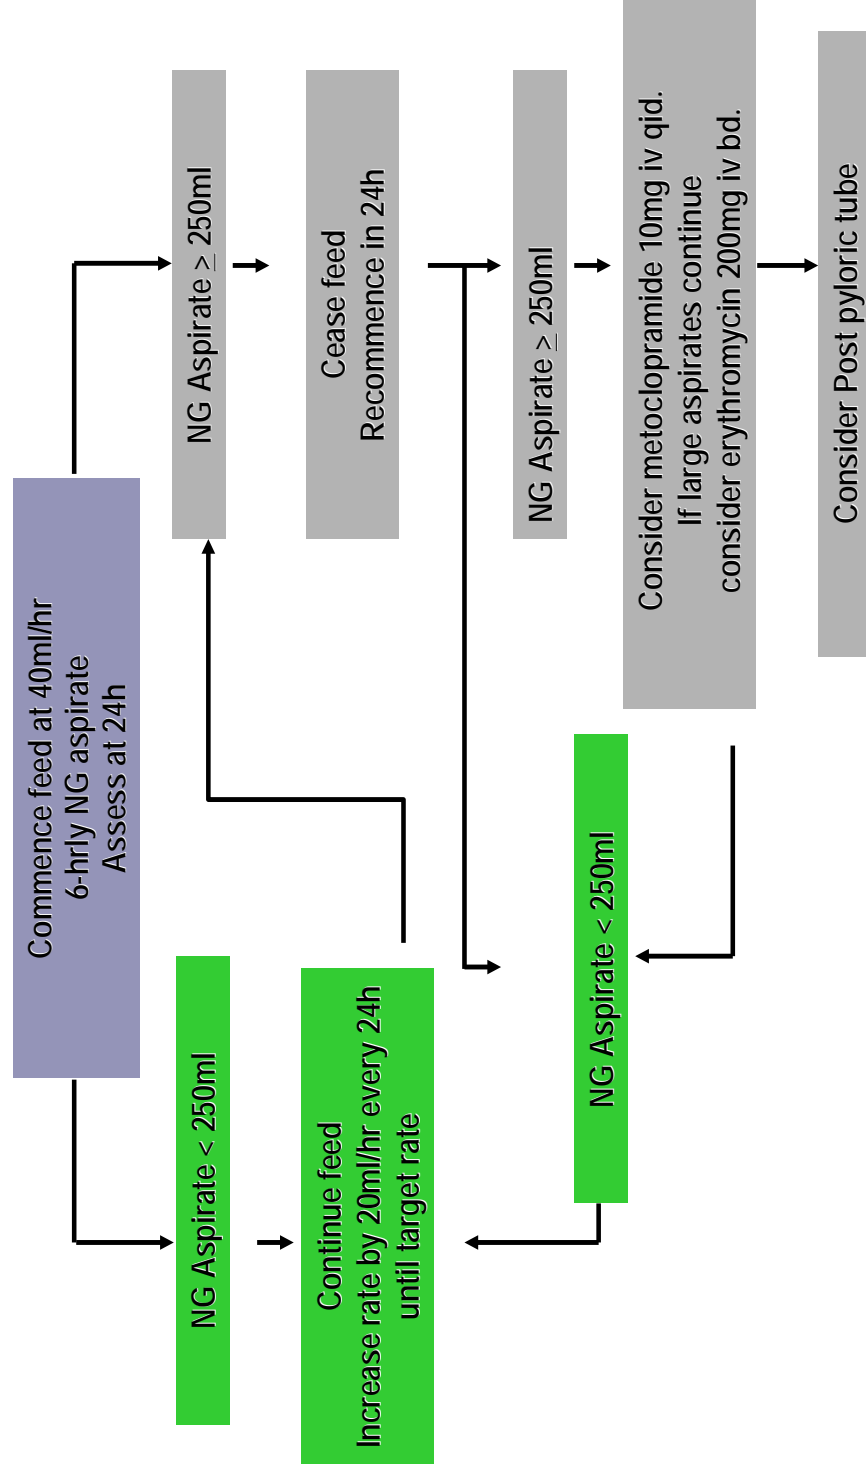 Commence feed at 40ml/hr
6-hrly NG aspirate
Assess at 24h
NG Aspirate < 250ml
NG Aspirate ≥ 250ml
Continue feed
Increase rate by 20ml/hr every 24h
until target rate
Cease feed
Recommence in 24h
NG Aspirate ≥ 250ml
NG Aspirate < 250ml
Consider metoclopramide 10mg iv qid.
If large aspirates continue
consider erythromycin 200mg iv bd.
Consider Post pyloric tube